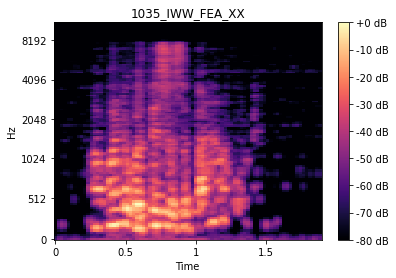 1035_IWW_FEA_XX
8192
4096
2048
1024
512
0
Hz
0
0.5
1
1.5
Time
+0 dB
-10 dB
-20 dB
-30 dB
-40 dB
-50 dB
-60 dB
-70 dB
-80 dB